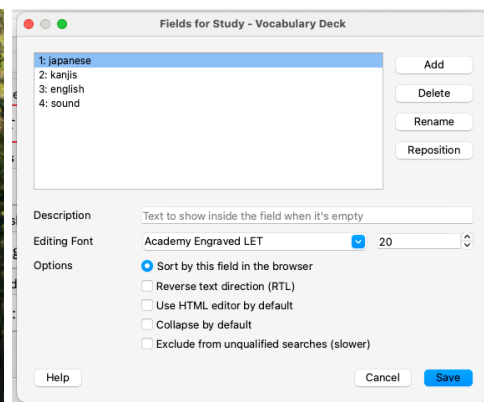 Fields for Study - Vocabulary Deck
1: japanese
2: kanjis
3: english
4: sound
Add
Delete
Rename
Reposition
Description
Text to show inside the field when it's empty
Editing Font
Academy Engraved LET
20
Options
Sort by this field in the browser
Reverse text direction (RTL)
Use HTML editor by default
Collapse by default
Exclude from unqualified searches (slower)
Help
Cancel
Save